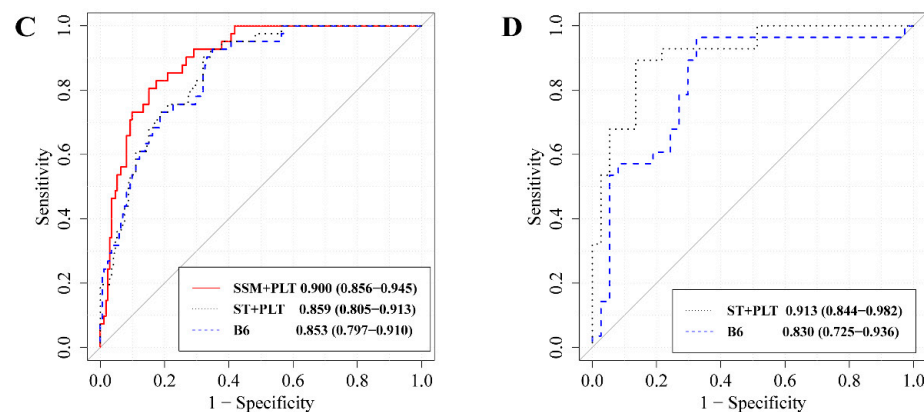 C
Sensitivity
0.0 0.2 0.4 0.6 0.8 1.0
SSM+PLT 0.900 (0.856−0.945)
ST+PLT 0.859 (0.805−0.913)
B6 0.853 (0.797−0.910)
0.0 0.2 0.4 0.6 0.8 1.0
1 − Specificity
D
Sensitivity
0.0 0.2 0.4 0.6 0.8 1.0
ST+PLT 0.913 (0.844−0.982)
B6 0.830 (0.725−0.936)
0.0 0.2 0.4 0.6 0.8 1.0
1 − Specificity